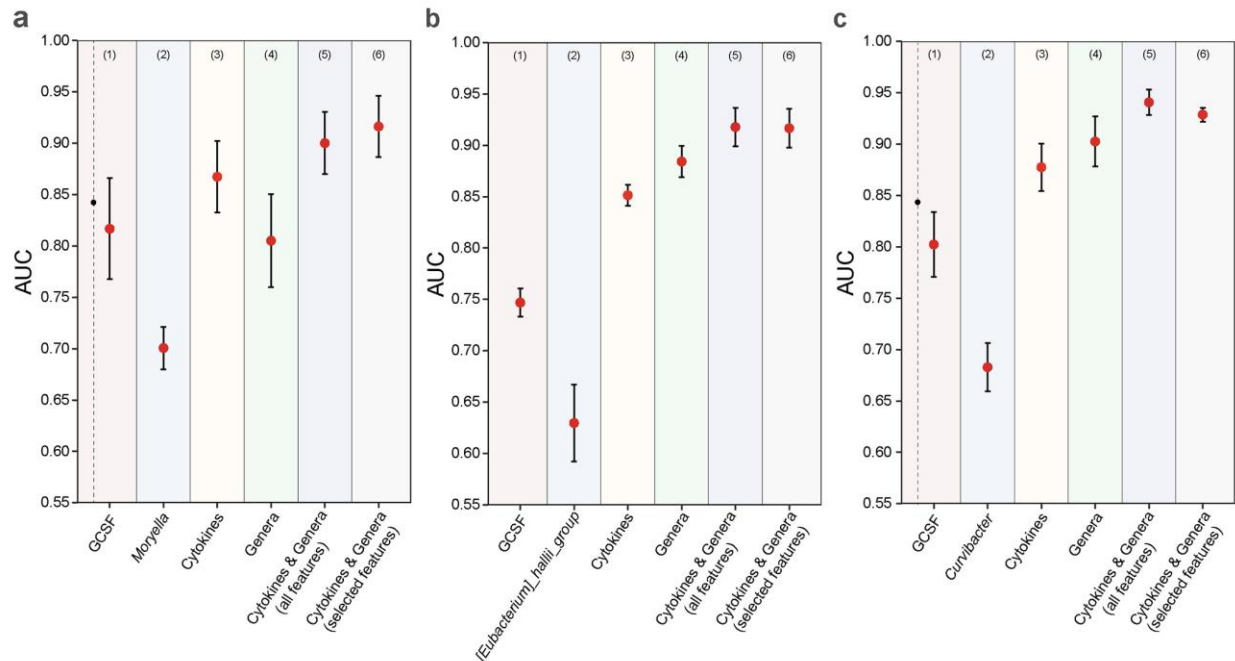 a
AUC
1.00
0.95
0.90
0.85
0.80
0.75
0.70
0.65
0.60
0.55
(1)
(2)
(3)
(4)
(5)
(6)
GCSF
Moryella
Cytokines
Genera
Cytokines & Genera
(all features)
Cytokines & Genera
(selected features)
b
AUC
1.00
0.95
0.90
0.85
0.80
0.75
0.70
0.65
0.60
0.55
(1)
(2)
(3)
(4)
(5)
(6)
GCSF
[Eubacterium]_hallii_group
Cytokines
Genera
Cytokines & Genera
(all features)
Cytokines & Genera
(selected features)
c
AUC
1.00
0.95
0.90
0.85
0.80
0.75
0.70
0.65
0.60
0.55
(1)
(2)
(3)
(4)
(5)
(6)
GCSF
Curvibacter
Cytokines
Genera
Cytokines & Genera
(all features)
Cytokines & Genera
(selected features)